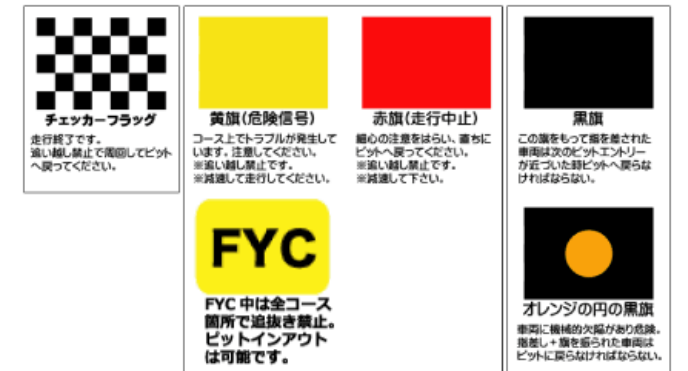 チェッカーフラッグ
走行終了です。
追い越し禁止で周回してピット
へ戻ってください。
黄旗(危険信号)
コース上でトラブルが発生して
います。注意してください。
※追い越し禁止です。
※減速して走行してください。
赤旗(走行中止)
細心の注意をはらい、直ちに
ピットへ戻ってください。
※追い越し禁止です。
※減速して下さい。
FYC
FYC 中は全コース
箇所で追抜き禁止。
ピットインアウト
は可能です。
黒旗
この旗をもって指を差された
車両は次のピットエントリー
が近づいた時ピットへ戻らな
ければならない。
オレンジの円の黒旗
車両に機械的欠陥があり危険。
指差し+旗を振られた車両は
ピットに戻らなければならない。